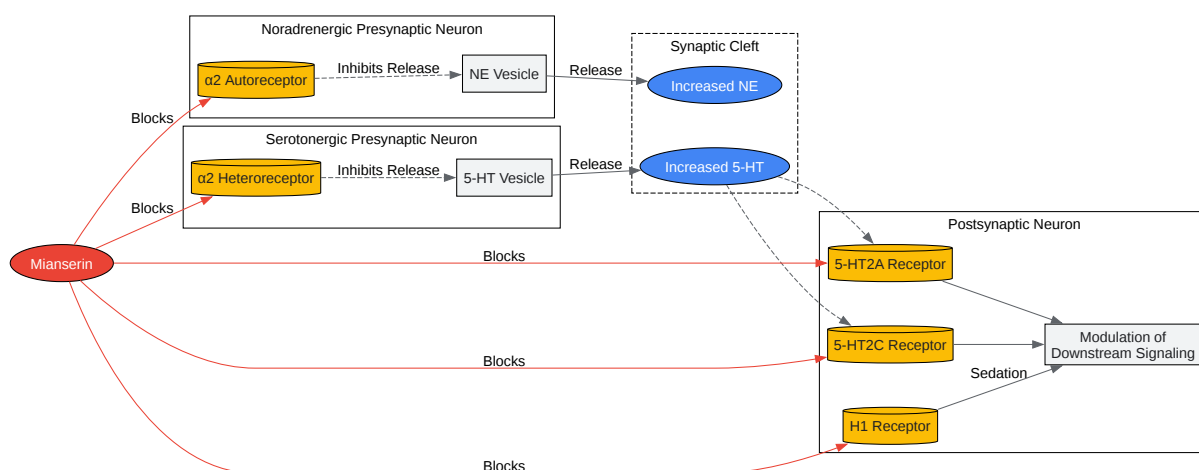 Noradrenergic Presynaptic Neuron
α2 Autoreceptor
Inhibits Release
NE Vesicle
Release
Synaptic Cleft
Increased NE
Blocks
Serotonergic Presynaptic Neuron
α2 Heteroreceptor
Inhibits Release
5-HT Vesicle
Release
Increased 5-HT
Blocks
Mianserin
Blocks
Postsynaptic Neuron
5-HT2A Receptor
Blocks
5-HT2C Receptor
Modulation of
Downstream Signaling
Sedation
H1 Receptor
Blocks